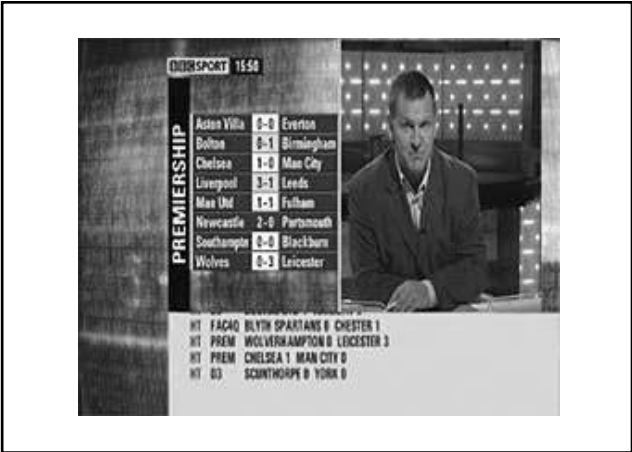 BBC SPORT 15:50
PREMIERSHIP
Aston Villa 0-0 Everton
Bolton 0-1 Birmingham
Chelsea 1-0 Man City
Liverpool 3-1 Leeds
Man Utd 1-1 Fulham
Newcastle 2-0 Portsmouth
Southamptn 0-0 Blackburn
Wolves 0-3 Leicester
HT FAC4Q BLYTH SPARTANS 0 CHESTER 1
HT PREM WOLVERHAMPTON 0 LEICESTER 3
HT PREM CHELSEA 1 MAN CITY 0
HT D3 SCUNTHORPE 0 YORK 0